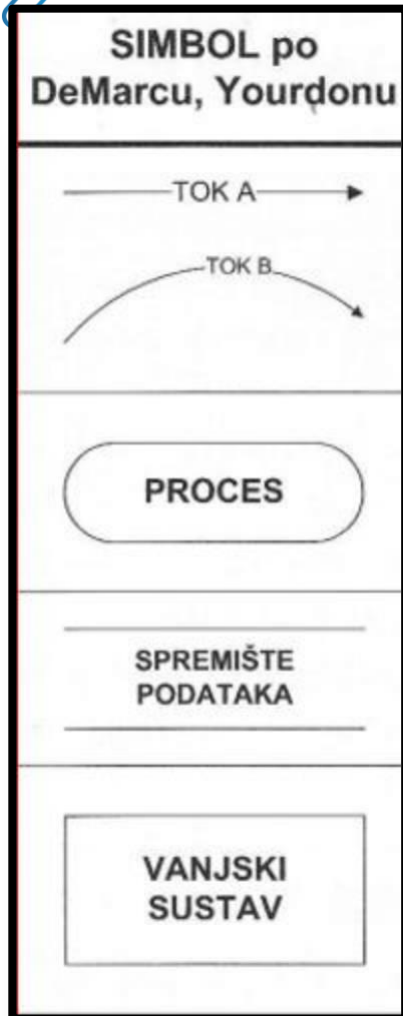 SIMBOL po
DeMarcu, Yourdonu
TOK A
TOK B
PROCES
SPREMIŠTE
PODATAKA
VANJSKI
SUSTAV